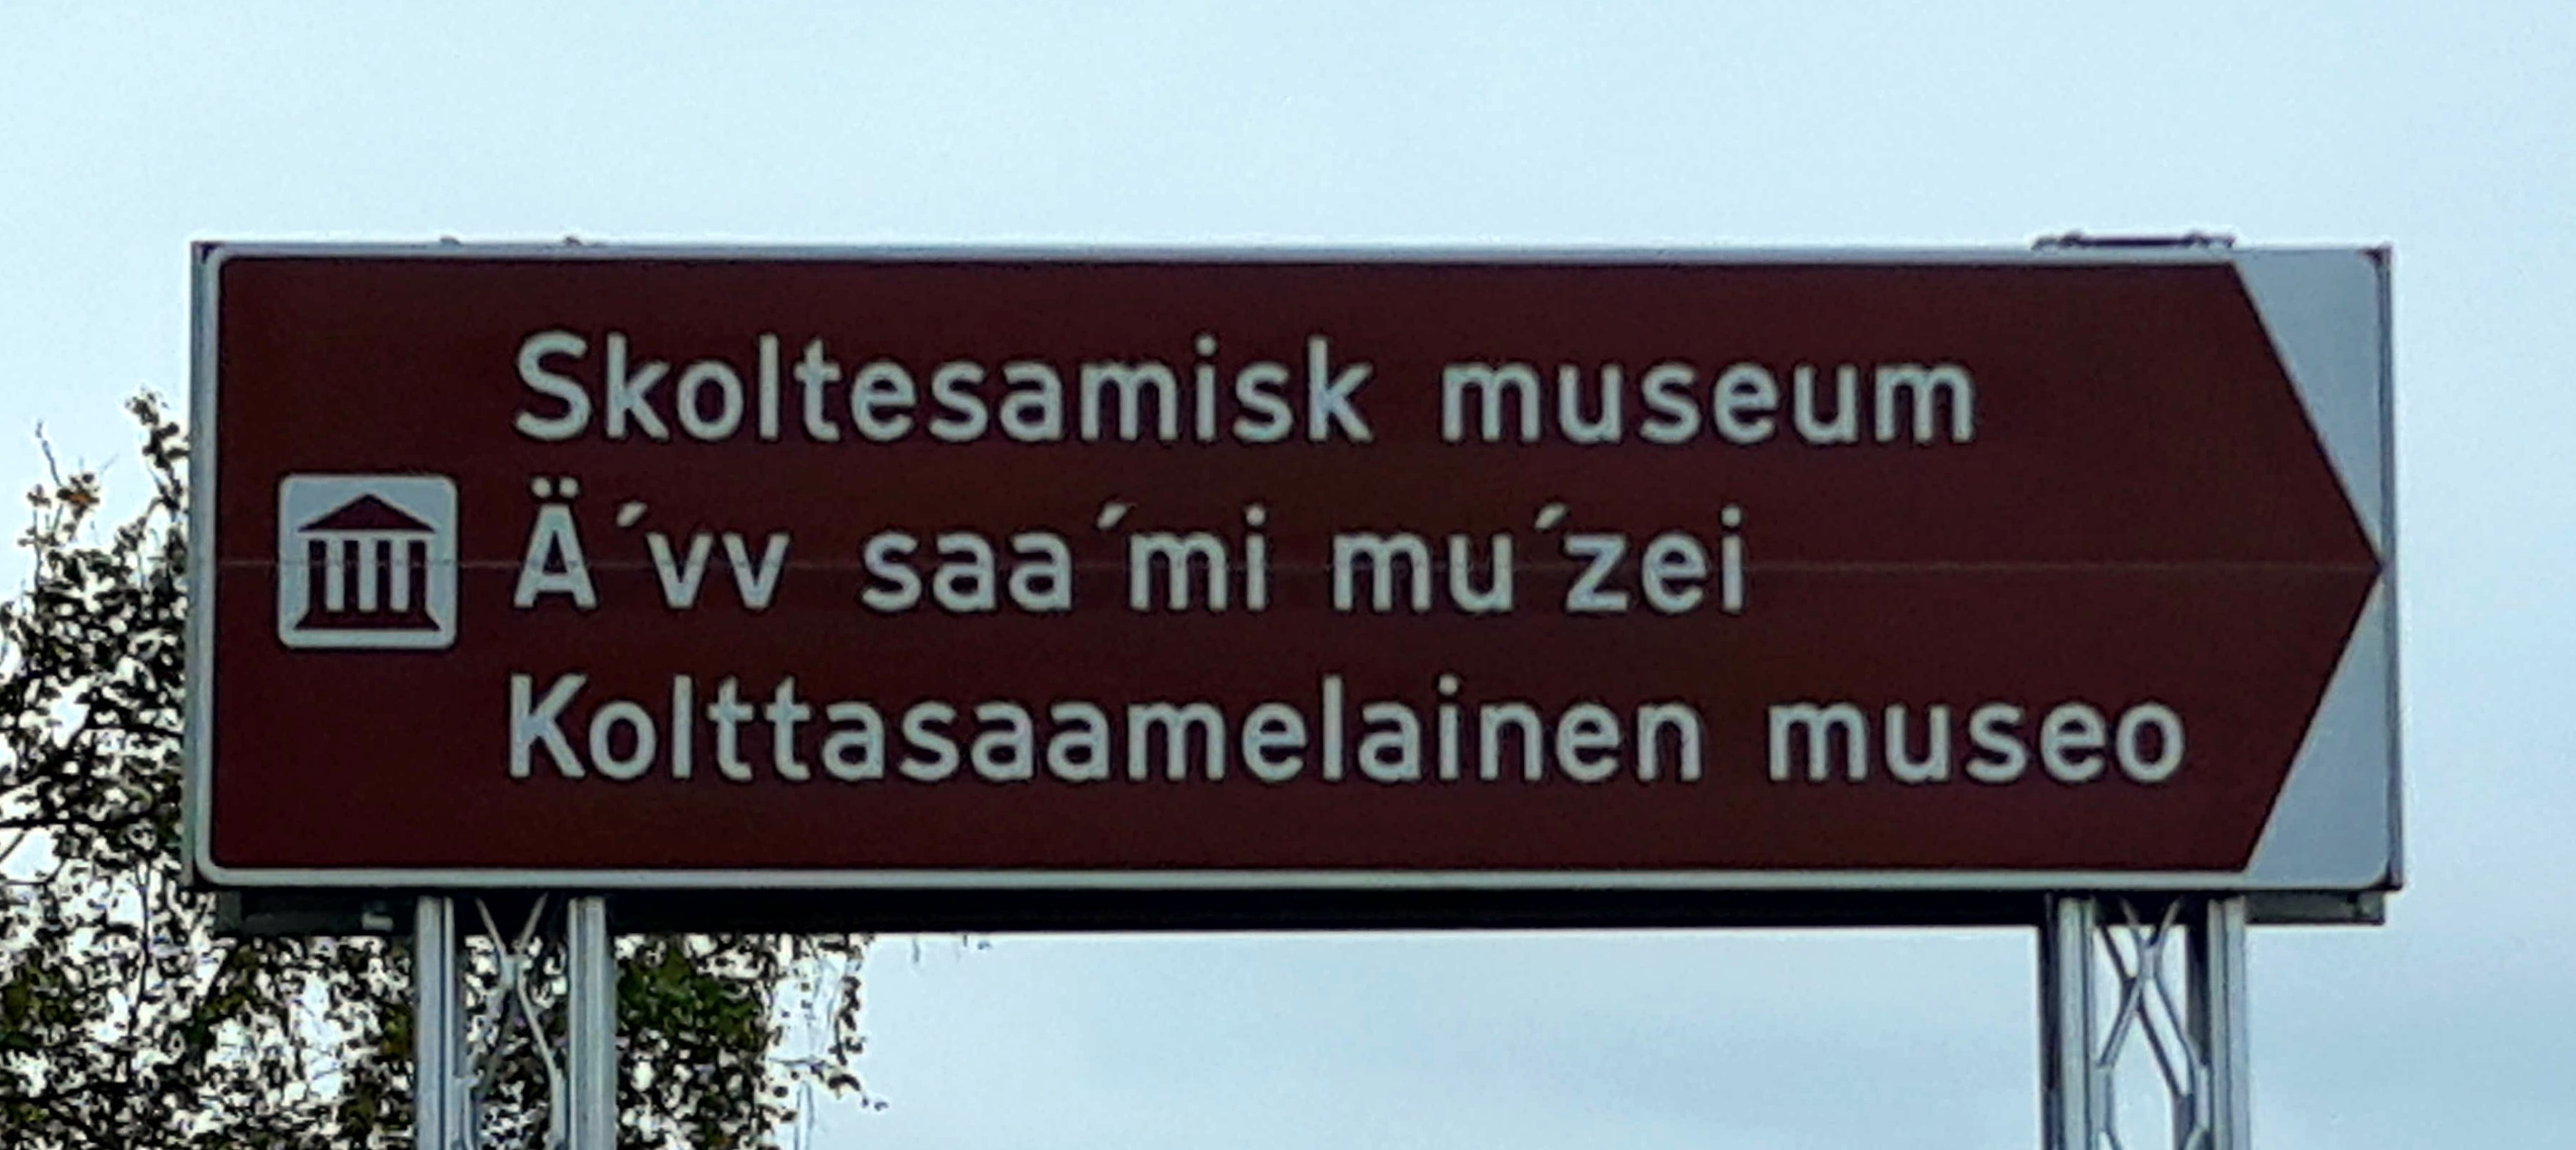 Skoltesamisk museum
Ä´vv saa´mi mu´zei
Kolttasaamelainen museo